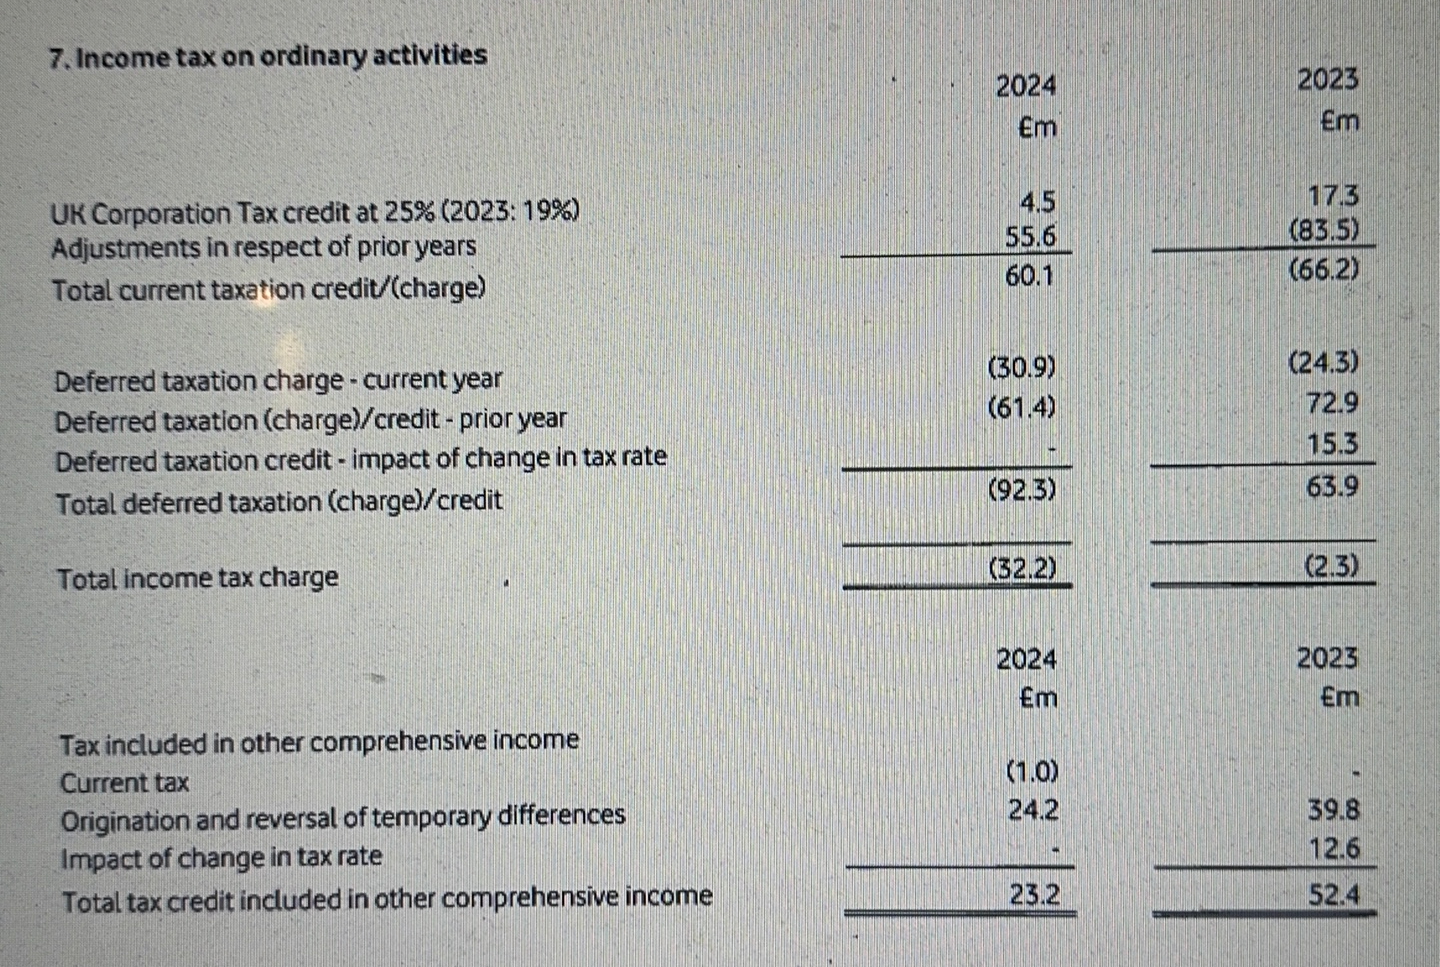 7. Income tax on ordinary activities
2024 2023
£m £m
UK Corporation Tax credit at 25% (2023: 19%) 4.5 17.3
Adjustments in respect of prior years 55.6 (83.5)
Total current taxation credit/(charge) 60.1 (66.2)
Deferred taxation charge - current year (30.9) (24.3)
Deferred taxation (charge)/credit - prior year (61.4) 72.9
Deferred taxation credit - impact of change in tax rate - 15.3
Total deferred taxation (charge)/credit (92.3) 63.9
Total income tax charge (32.2) (2.3)
2024 2023
£m £m
Tax included in other comprehensive income
Current tax (1.0) -
Origination and reversal of temporary differences 24.2 39.8
Impact of change in tax rate - 12.6
Total tax credit included in other comprehensive income 23.2 52.4